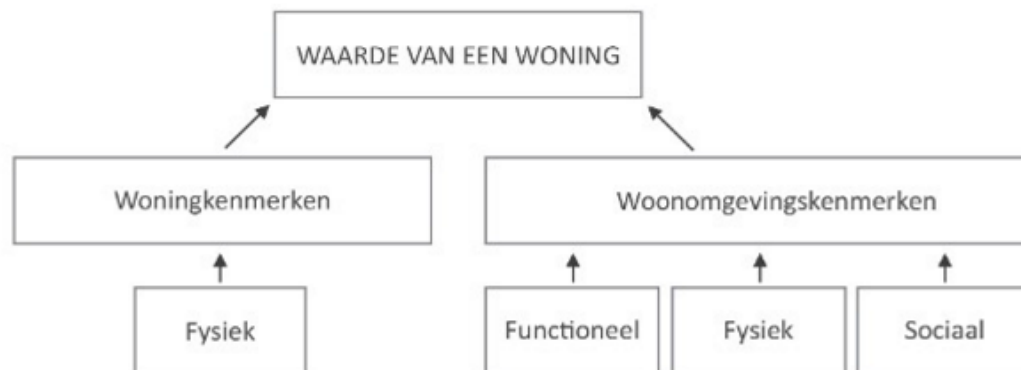 WAARDE VAN EEN WONING
Woningkenmerken
Woonomgevingskenmerken
Fysiek
Functioneel
Fysiek
Sociaal